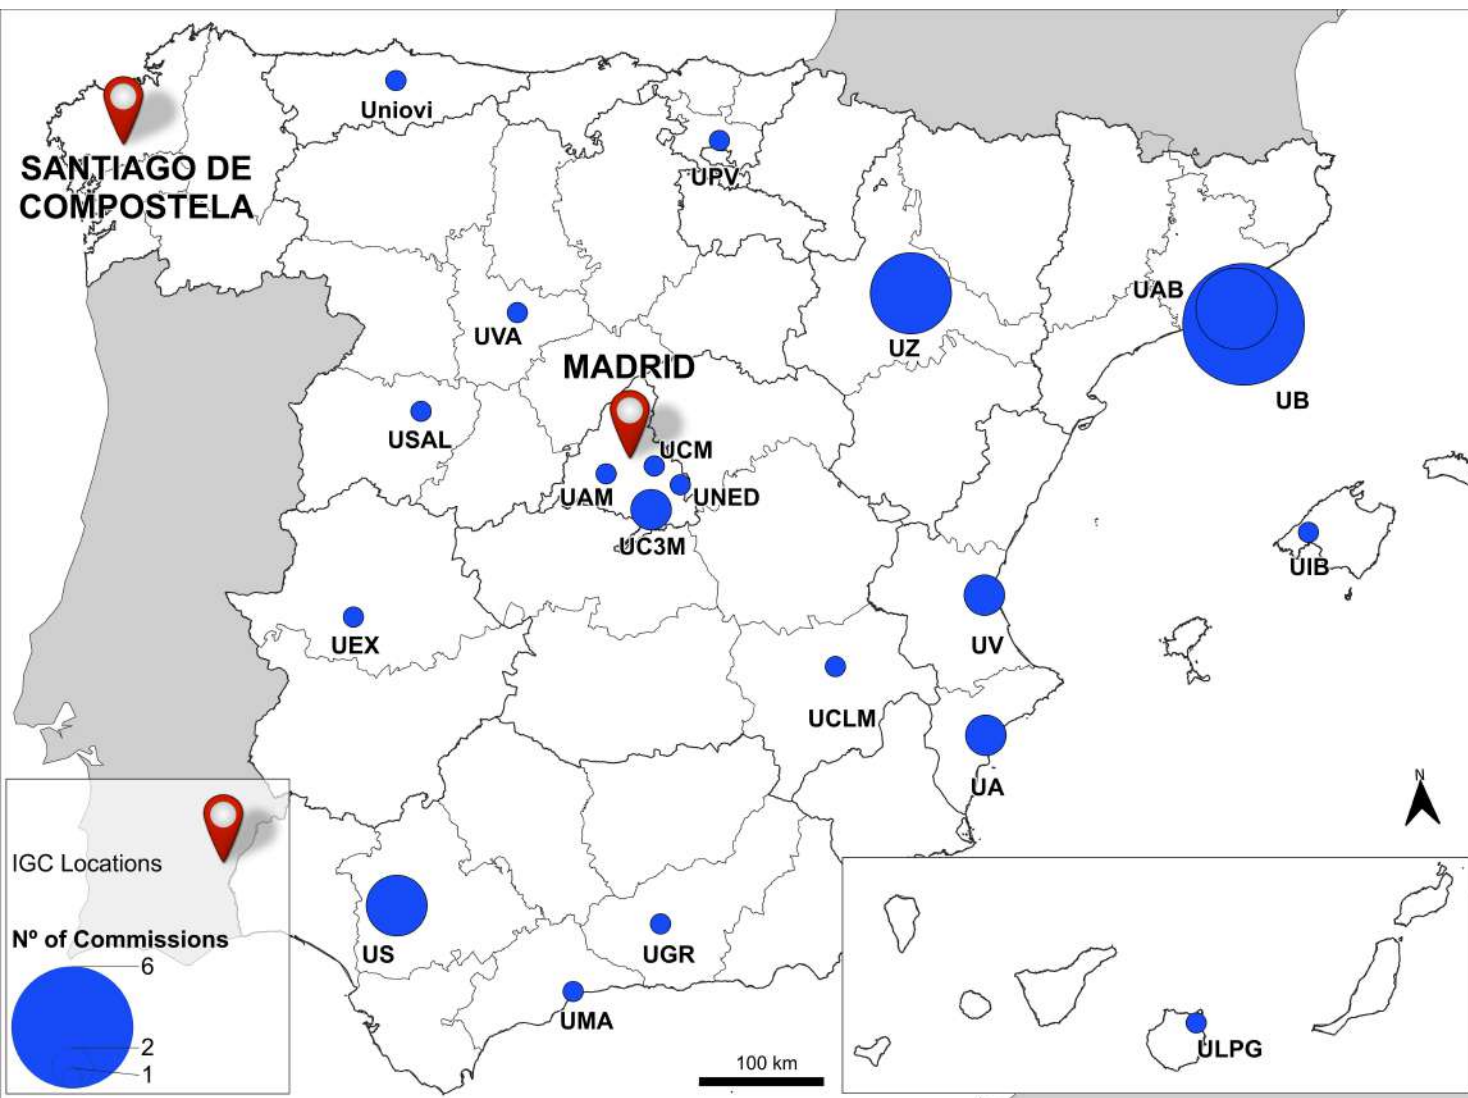 Uniovi
SANTIAGO DE
COMPOSTELA
UPV
UAB
UVA
UZ
MADRID
UB
USAL
UCM
UAM
UNED
UC3M
UIB
UEX
UV
UCLM
UA
N
IGC Locations
Nº of Commissions
6
2
1
US
UGR
UMA
100 km
ULPG